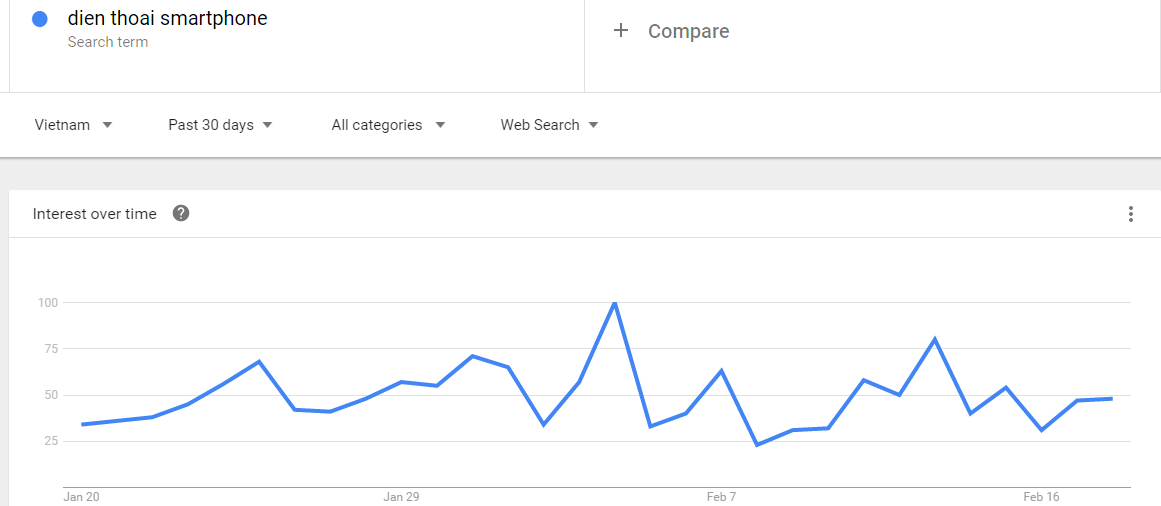 dien thoai smartphone
Search term
+ Compare
Vietnam Past 30 days All categories Web Search
Interest over time ?
100
75
50
25
Jan 20 Jan 29 Feb 7 Feb 16